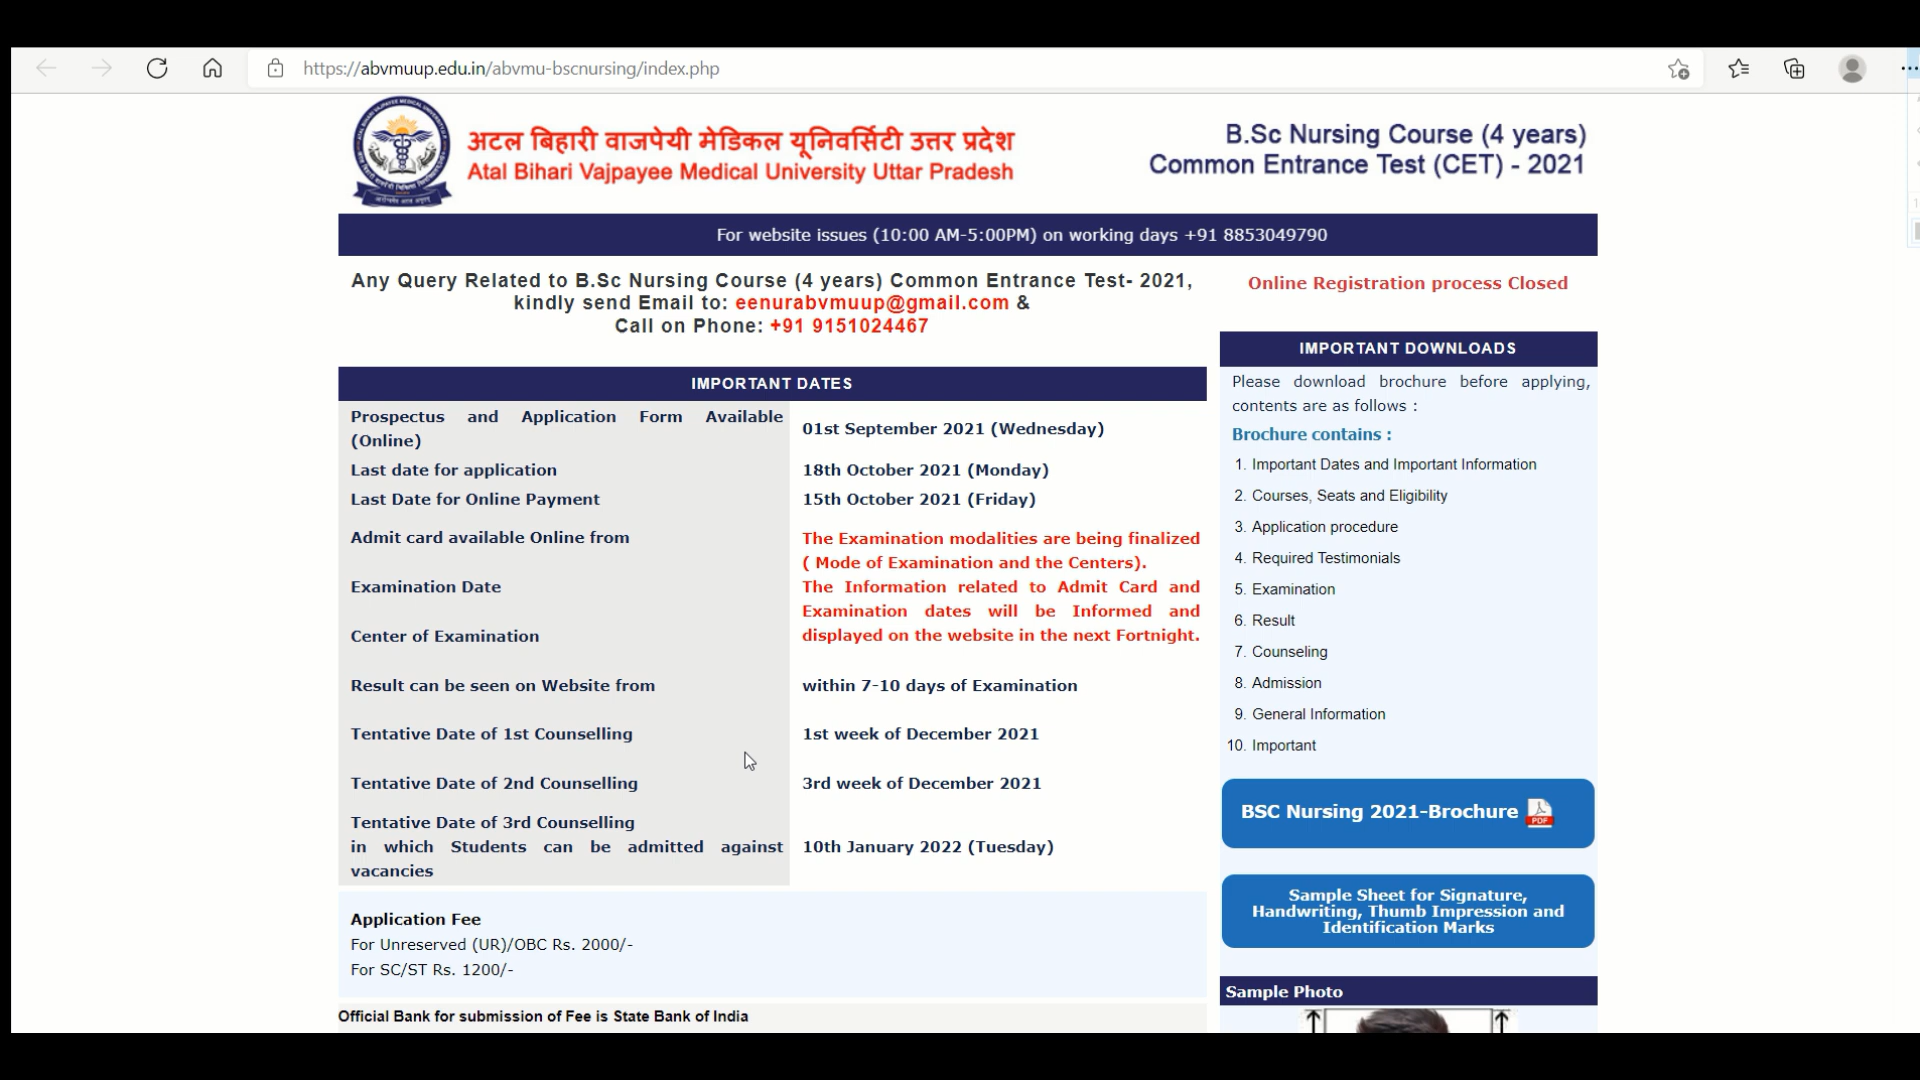 https://abvmuup.edu.in/abvmu-bscnursing/index.php
अटल बिहारी वाजपेयी मेडिकल यूनिवर्सिटी उत्तर प्रदेश
Atal Bihari Vajpayee Medical University Uttar Pradesh
B.Sc Nursing Course (4 years)
Common Entrance Test (CET) - 2021
For website issues (10:00 AM-5:00PM) on working days +91 8853049790
Any Query Related to B.Sc Nursing Course (4 years) Common Entrance Test- 2021,
kindly send Email to: eenurabvmuup@gmail.com &
Call on Phone: +91 9151024467
Online Registration process Closed
IMPORTANT DATES
Prospectus and Application Form Available
(Online)
01st September 2021 (Wednesday)
Last date for application
18th October 2021 (Monday)
Last Date for Online Payment
15th October 2021 (Friday)
Admit card available Online from
Examination Date
Center of Examination
The Examination modalities are being finalized
( Mode of Examination and the Centers).
The Information related to Admit Card and
Examination dates will be Informed and
displayed on the website in the next Fortnight.
Result can be seen on Website from
within 7-10 days of Examination
Tentative Date of 1st Counselling
1st week of December 2021
Tentative Date of 2nd Counselling
3rd week of December 2021
Tentative Date of 3rd Counselling
in which Students can be admitted against
vacancies
10th January 2022 (Tuesday)
Application Fee
For Unreserved (UR)/OBC Rs. 2000/-
For SC/ST Rs. 1200/-
Official Bank for submission of Fee is State Bank of India
IMPORTANT DOWNLOADS
Please download brochure before applying,
contents are as follows :
Brochure contains :
1. Important Dates and Important Information
2. Courses, Seats and Eligibility
3. Application procedure
4. Required Testimonials
5. Examination
6. Result
7. Counseling
8. Admission
9. General Information
10. Important
BSC Nursing 2021-Brochure
PDF
Sample Sheet for Signature,
Handwriting, Thumb Impression and
Identification Marks
Sample Photo